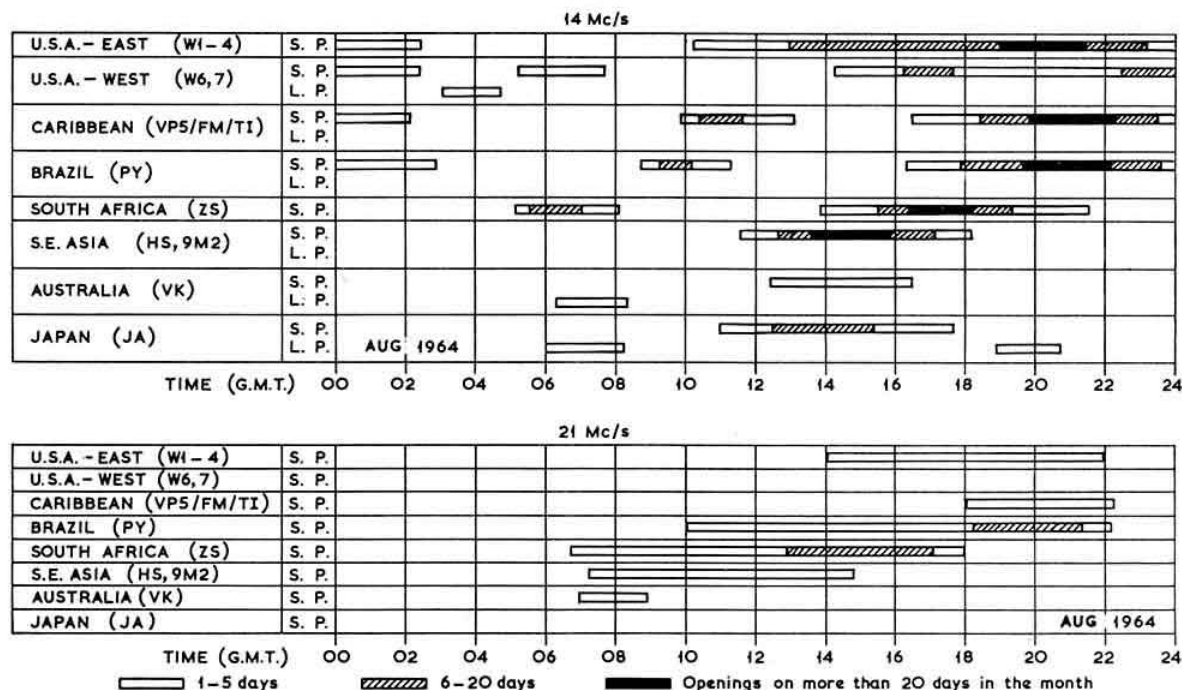 14 Mc/s
U.S.A.- EAST (W1-4) S. P.
U.S.A.- WEST (W6,7) S. P.
L. P.
CARIBBEAN (VP5/FM/TI) S. P.
L. P.
BRAZIL (PY) S. P.
L. P.
SOUTH AFRICA (ZS) S. P.
S.E. ASIA (HS, 9M2) S. P.
L. P.
AUSTRALIA (VK) S. P.
L. P.
JAPAN (JA) S. P.
L. P. AUG 1964
TIME (G.M.T.) 00 02 04 06 08 10 12 14 16 18 20 22 24
21 Mc/s
U.S.A.-EAST (W1-4) S. P.
U.S.A.-WEST (W6,7) S. P.
CARIBBEAN (VP5/FM/TI) S. P.
BRAZIL (PY) S. P.
SOUTH AFRICA (ZS) S. P.
S.E. ASIA (HS, 9M2) S. P.
AUSTRALIA (VK) S. P.
JAPAN (JA) S. P. AUG 1964
TIME (G.M.T.) 00 02 04 06 08 10 12 14 16 18 20 22 24
1-5 days 6-20 days Openings on more than 20 days in the month